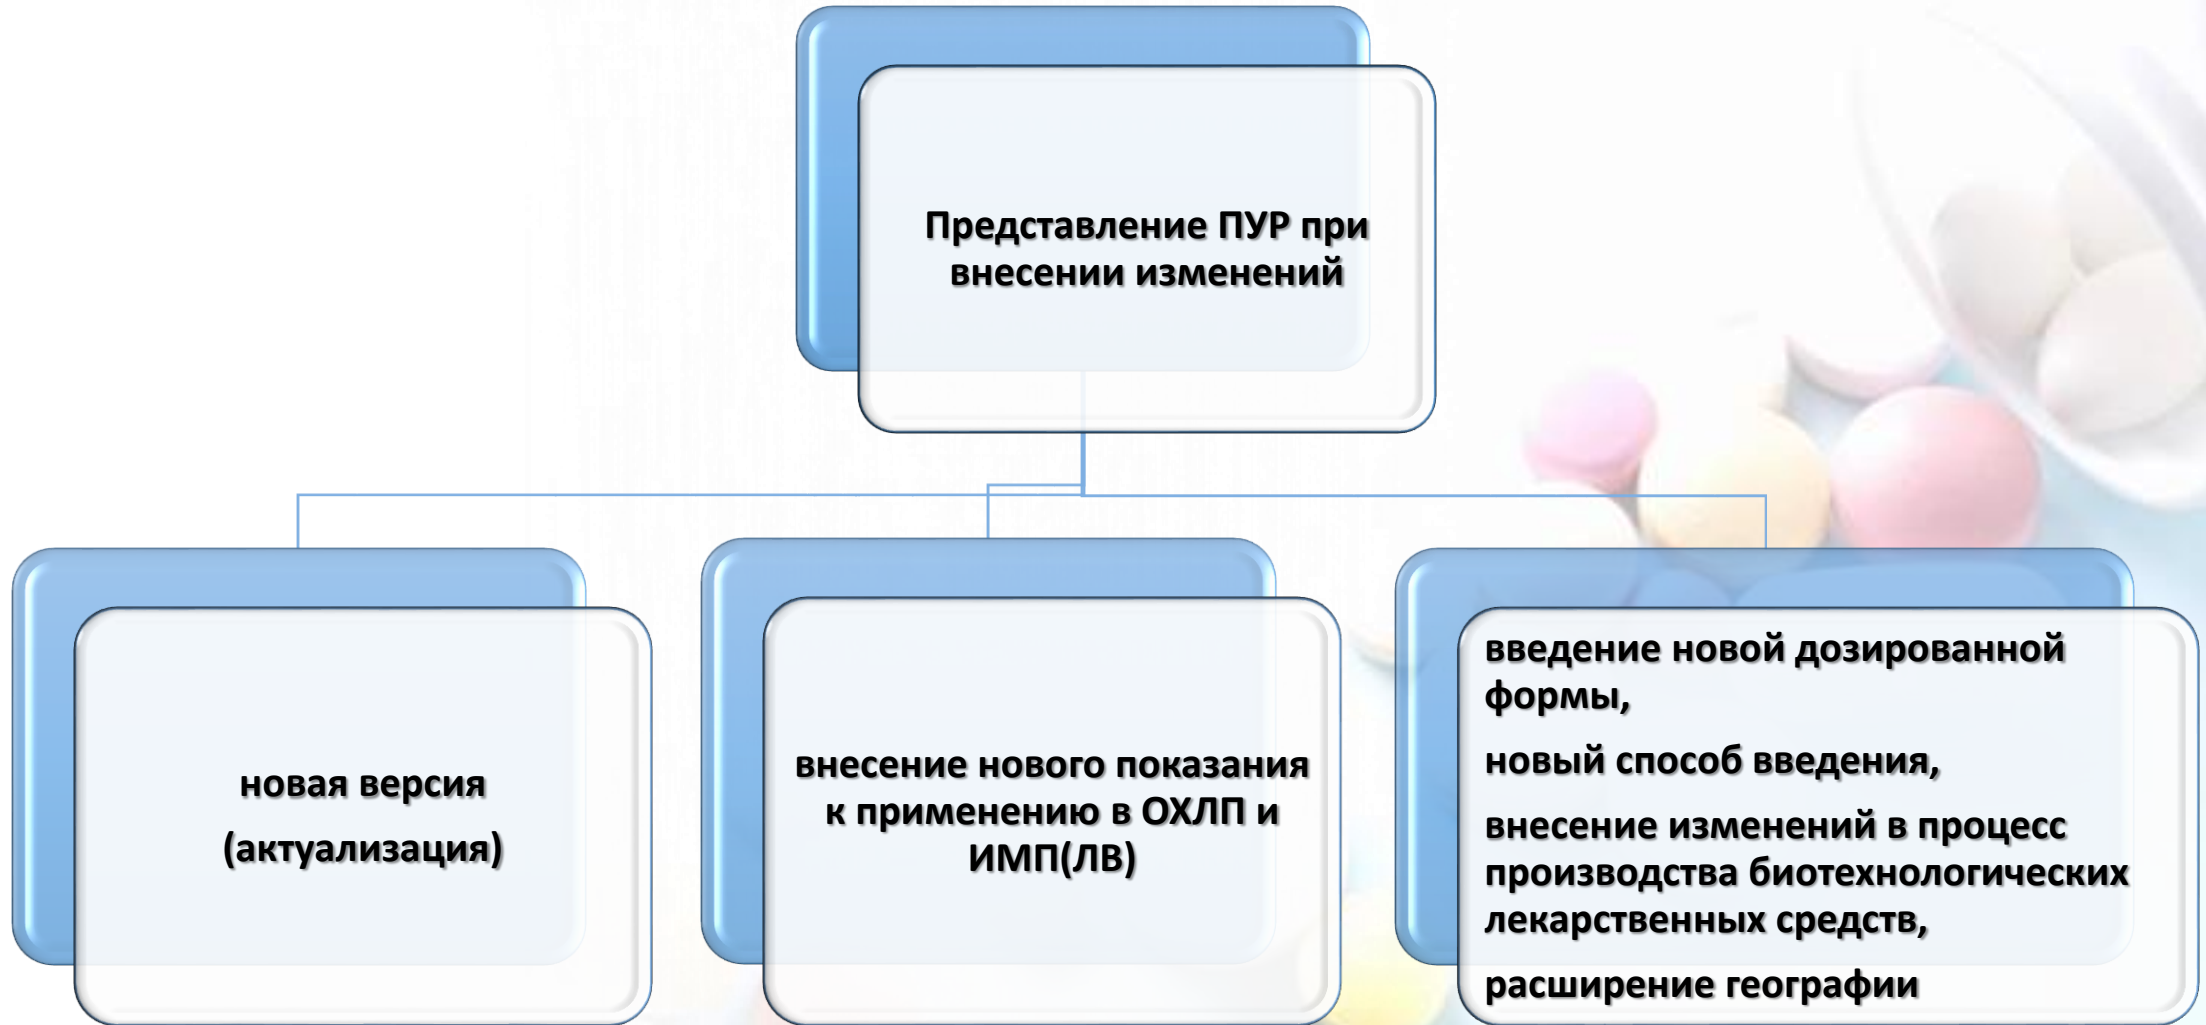 Представление ПУР при
внесении изменений
новая версия
(актуализация)
внесение нового показания
к применению в ОХЛП и
ИМП(ЛВ)
введение новой дозированной
формы,
новый способ введения,
внесение изменений в процесс
производства биотехнологических
лекарственных средств,
расширение географии